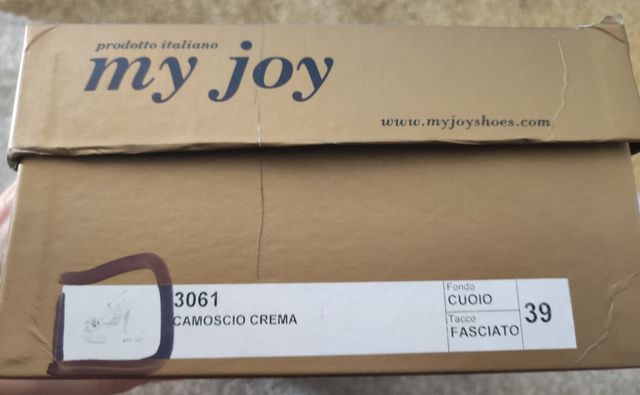 prodotto italiano
my joy
www.myjoyshoes.com
3061
CAMOSCIO CREMA
Fondo
CUOIO
Tacco
FASCIATO
39